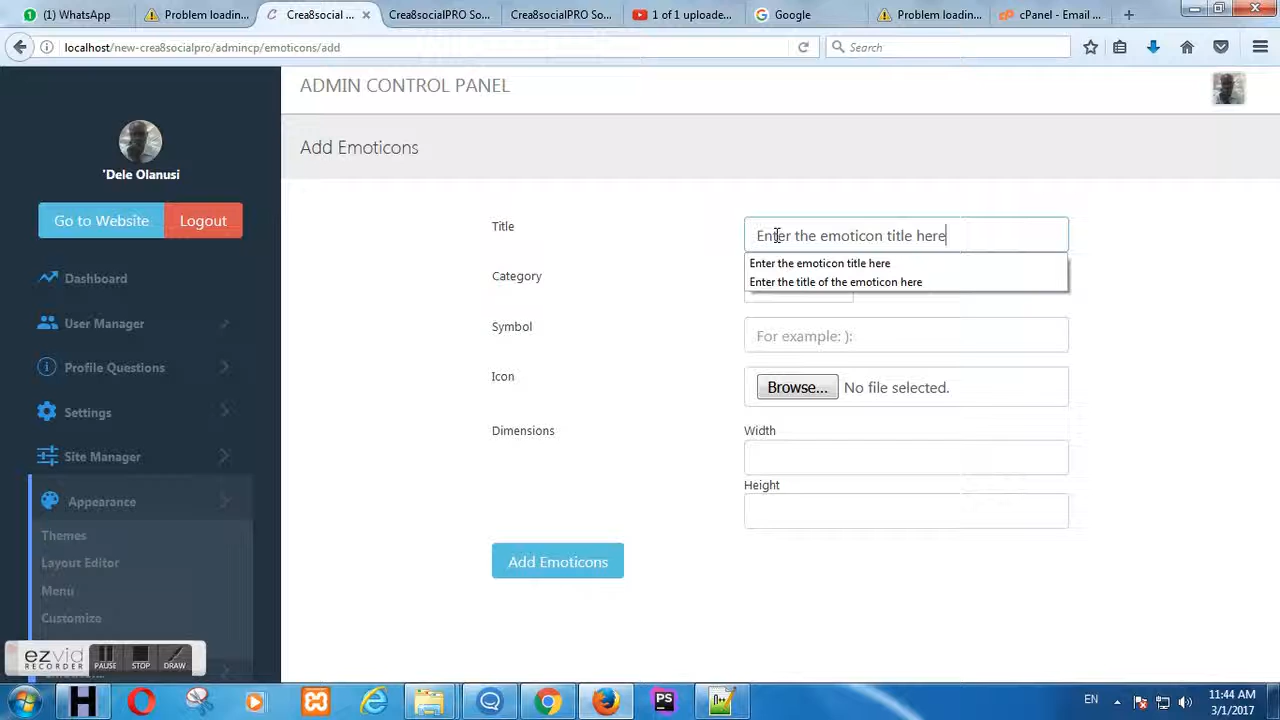 (1) WhatsApp
Problem loadin...
Crea8social ...
Crea8socialPRO So...
Crea8socialPRO So...
1 of 1 uploade...
Google
Problem loadin...
cPanel - Email ...
localhost/new-crea8socialpro/admincp/emoticons/add
Search
ADMIN CONTROL PANEL
'Dele Olanusi
Go to Website
Logout
Dashboard
User Manager
Profile Questions
Settings
Site Manager
Appearance
Themes
Layout Editor
Menu
Customize
Add Emoticons
Title
Enter the emoticon title here
Enter the emoticon title here
Enter the title of the emoticon here
Category
Symbol
For example: ):
Icon
Browse... No file selected.
Dimensions
Width
Height
Add Emoticons
ezvid
RECORDER
PAUSE
STOP
DRAW
H
PS
EN
11:44 AM
3/1/2017